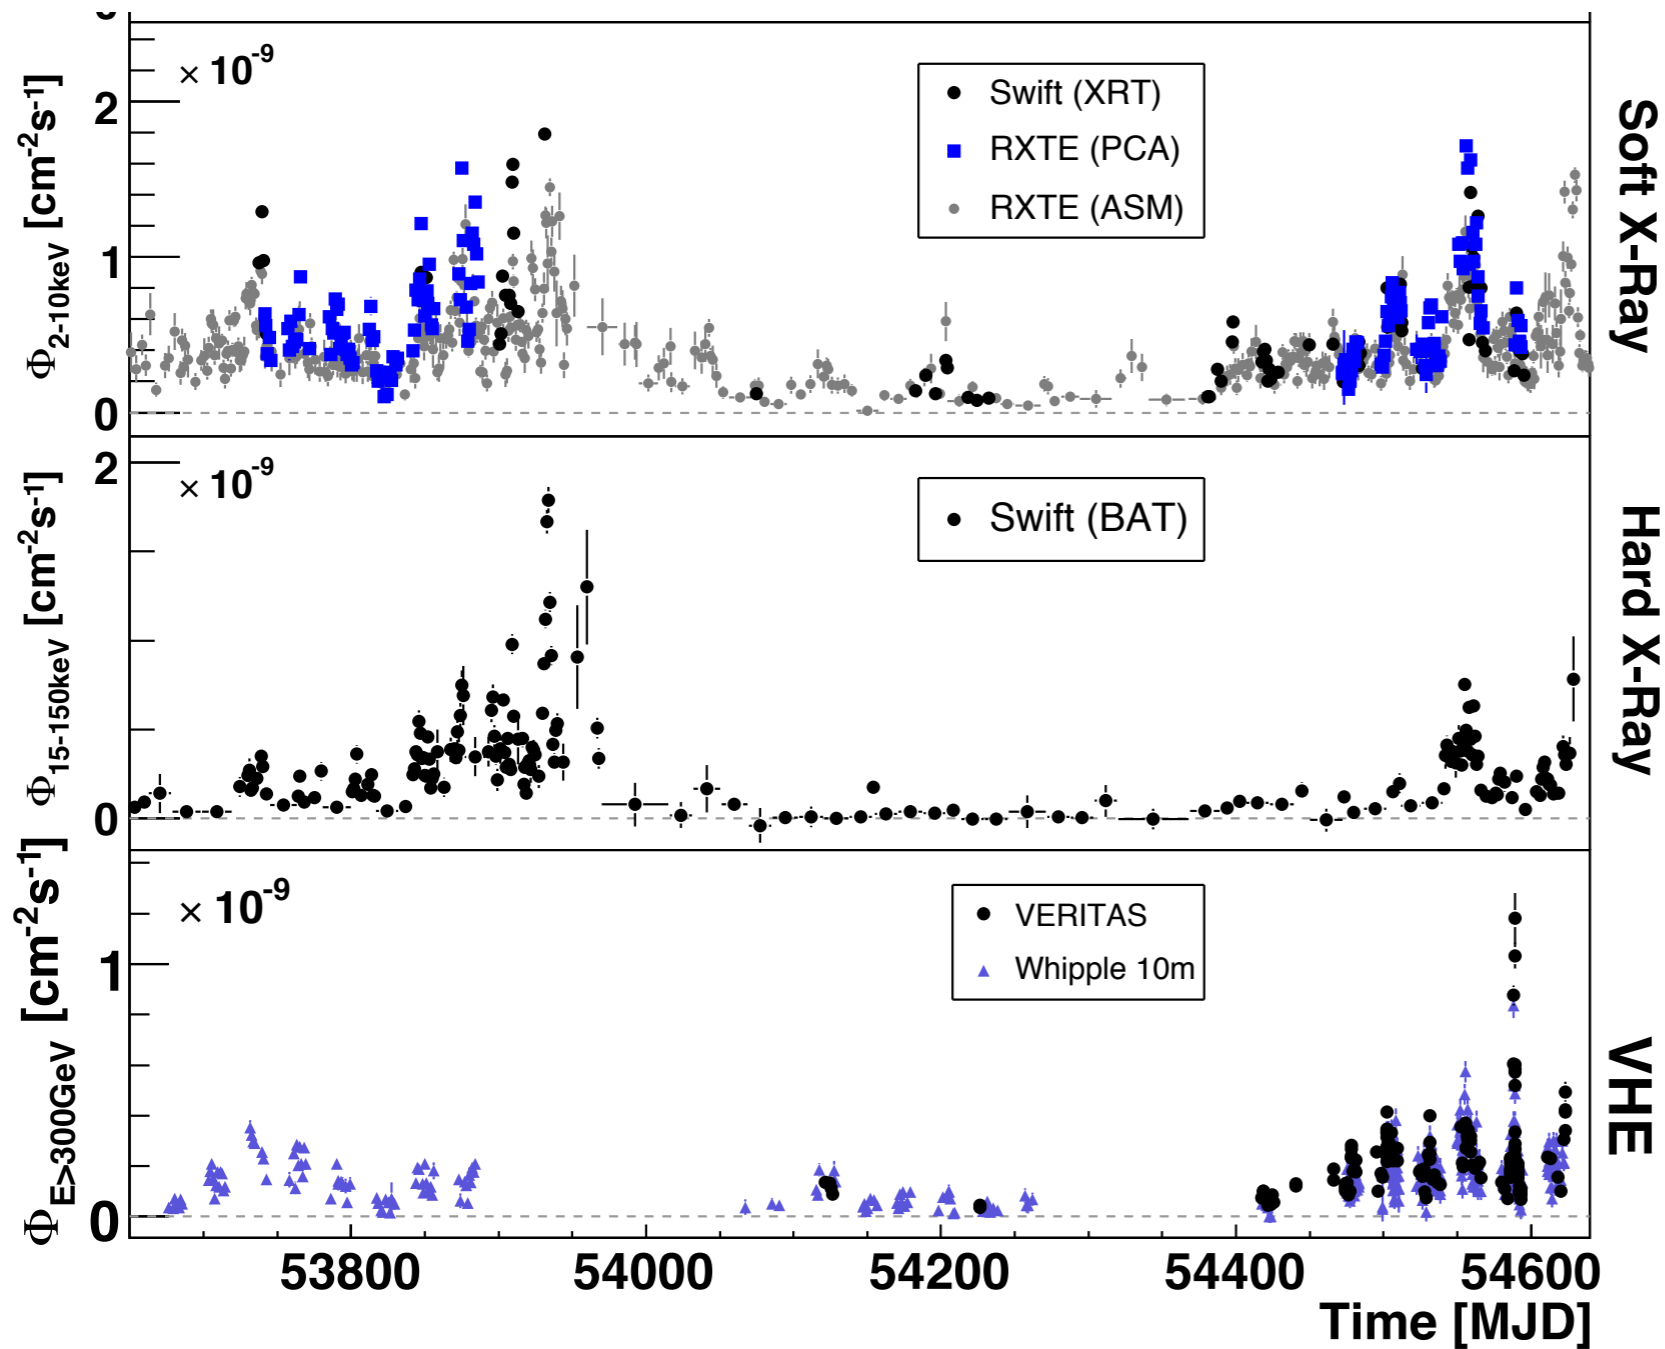 × 10⁻⁹
2
1
0
Φ2-10keV [cm⁻²s⁻¹]
Swift (XRT)
RXTE (PCA)
RXTE (ASM)
Soft X-Ray
2
0
× 10⁻⁹
Φ15-150keV [cm⁻²s⁻¹]
Swift (BAT)
Hard X-Ray
× 10⁻⁹
1
0
ΦE>300GeV [cm⁻²s⁻¹]
VERITAS
Whipple 10m
VHE
53800 54000 54200 54400 54600
Time [MJD]